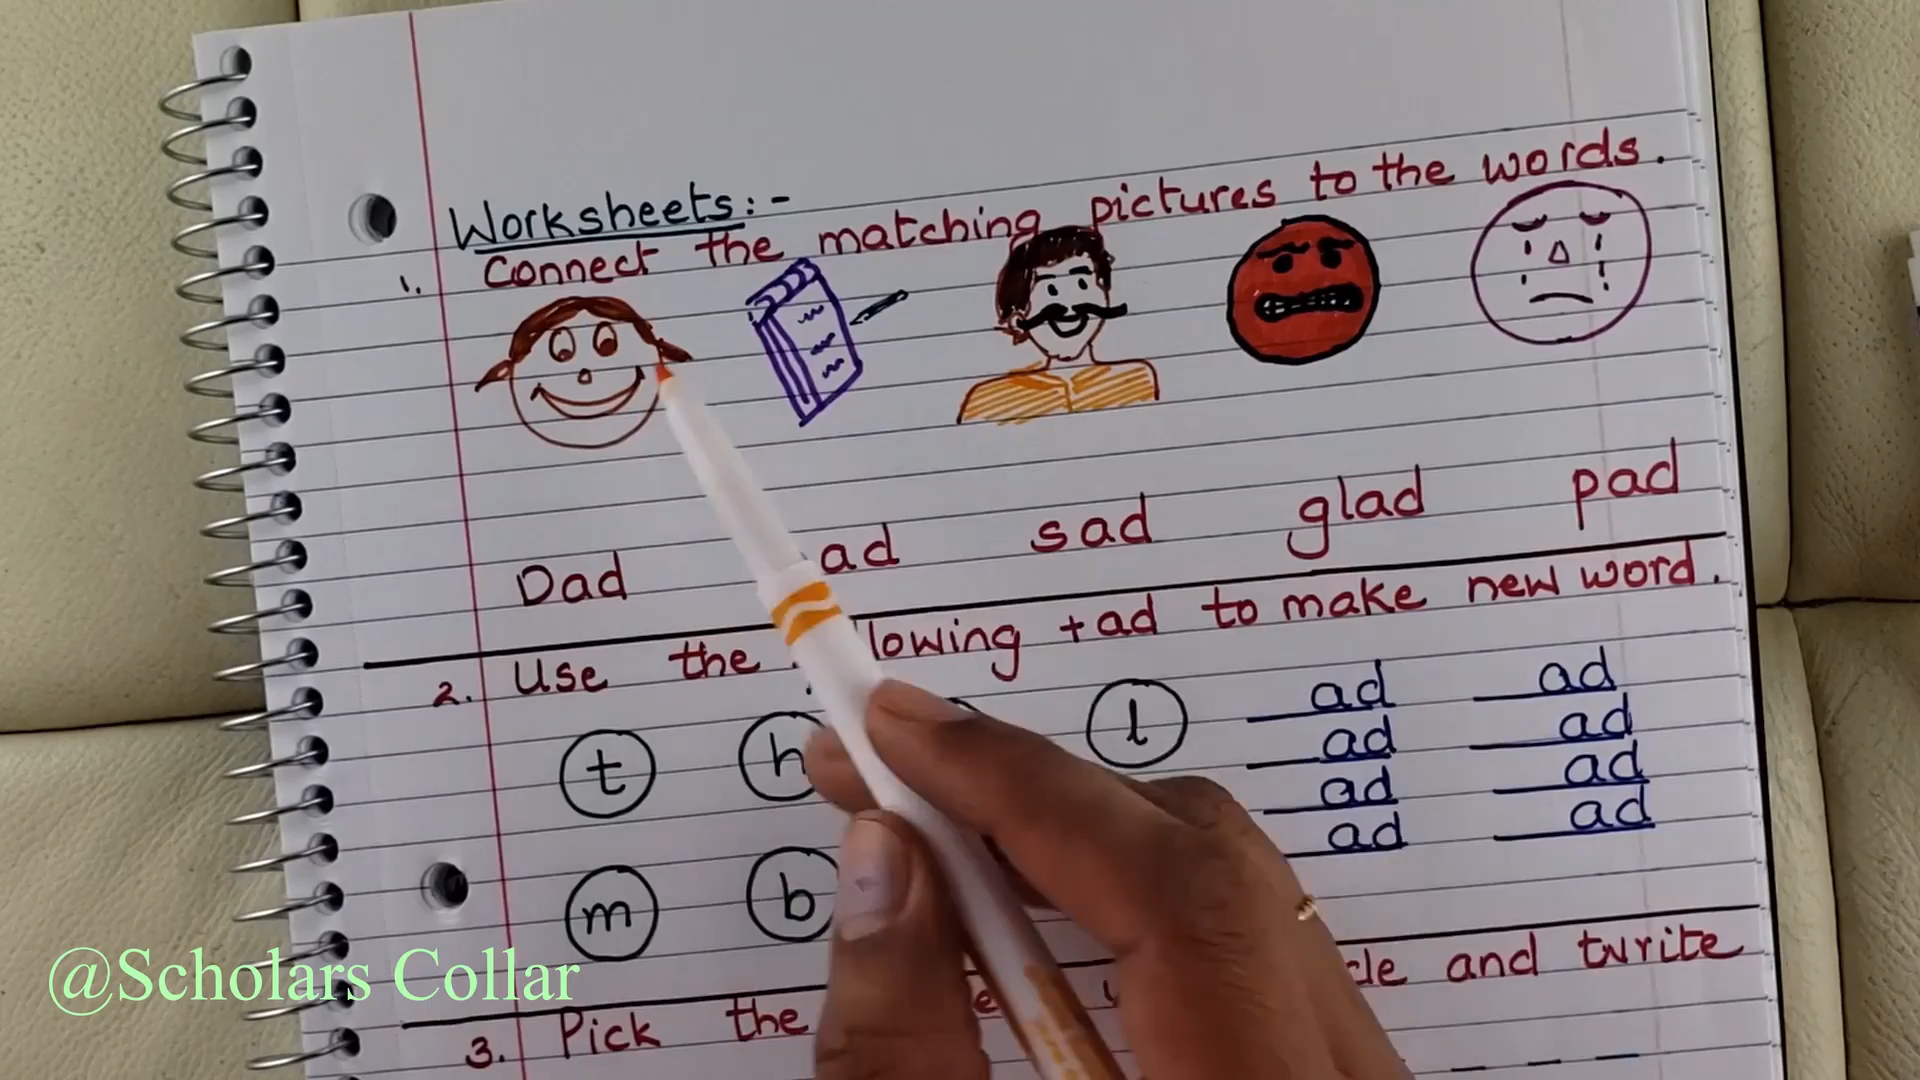 Worksheets:-
1. Connect the matching pictures to the words.
Dad ad sad glad pad
2. Use the lowing +ad to make new word.
t h l
ad ad
ad ad
ad ad
ad ad
m b
3. Pick the and write
@Scholars Collar